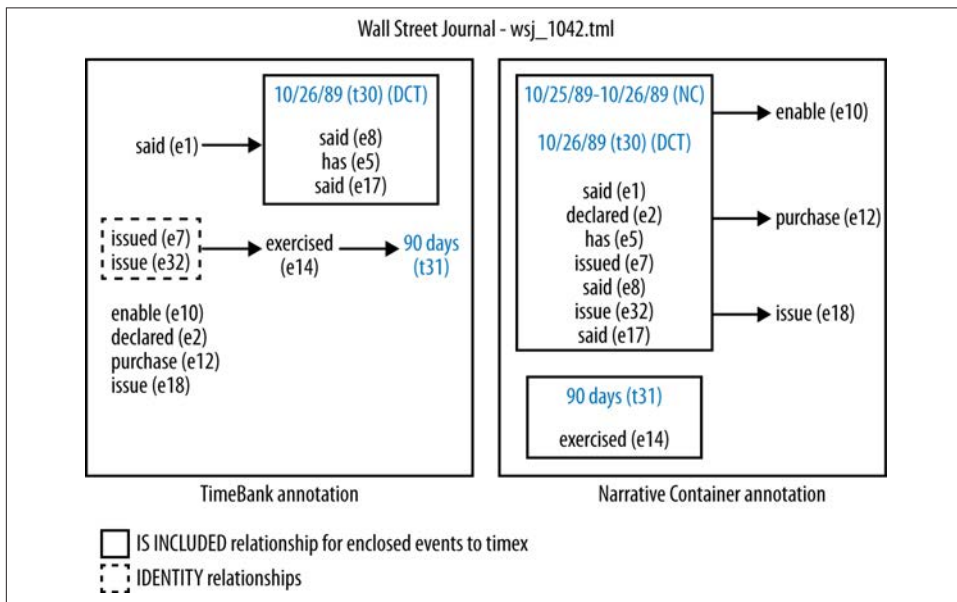 Wall Street Journal - wsj_1042.tml
10/26/89 (t30) (DCT)
said (e1)
said (e8)
has (e5)
said (e17)
issued (e7)
issue (e32)
exercised
(e14)
90 days
(t31)
enable (e10)
declared (e2)
purchase (e12)
issue (e18)
TimeBank annotation
10/25/89-10/26/89 (NC)
10/26/89 (t30) (DCT)
said (e1)
declared (e2)
has (e5)
issued (e7)
said (e8)
issue (e32)
said (e17)
enable (e10)
purchase (e12)
issue (e18)
90 days (t31)
exercised (e14)
Narrative Container annotation
IS INCLUDED relationship for enclosed events to timex
IDENTITY relationships